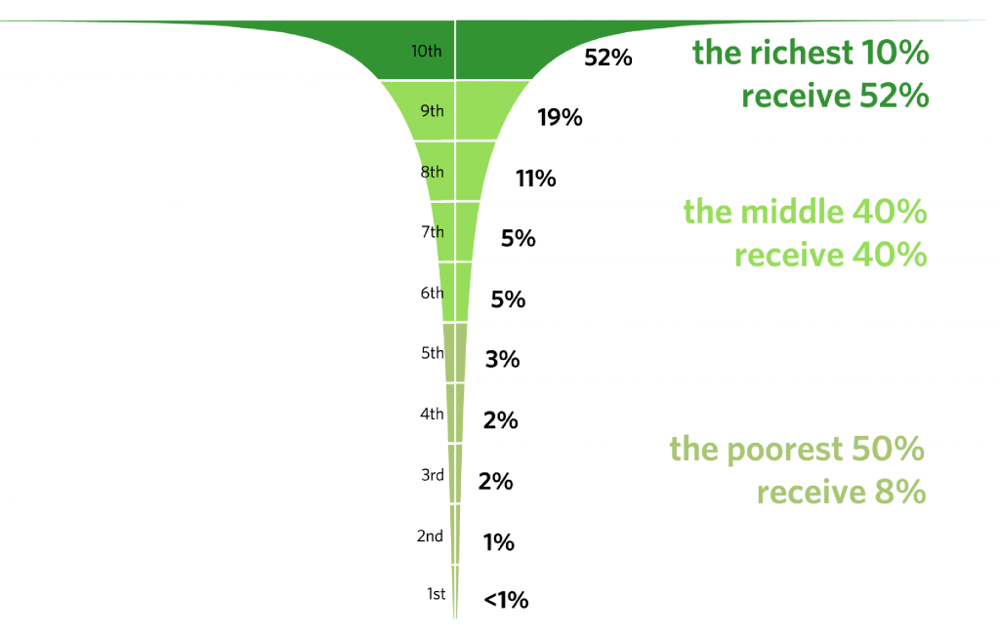 10th 52%
the richest 10%
receive 52%
9th 19%
8th 11%
the middle 40%
receive 40%
7th 5%
6th 5%
5th 3%
4th 2%
the poorest 50%
receive 8%
3rd 2%
2nd 1%
1st <1%